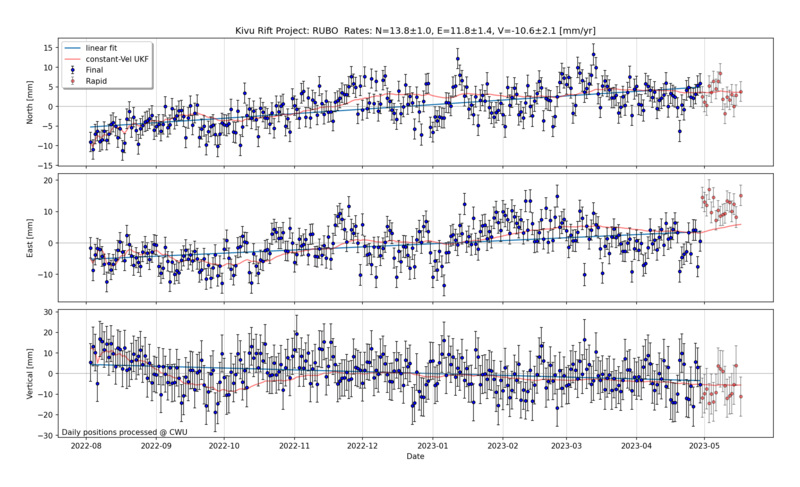 Kivu Rift Project: RUBO  Rates: N=13.8±1.0, E=11.8±1.4, V=-10.6±2.1 [mm/yr]
linear fit
constant-Vel UKF
Final
Rapid
North [mm]
15
10
5
0
−5
−10
−15
East [mm]
20
10
0
−10
Vertical [mm]
30
20
10
0
−10
−20
−30
Daily positions processed @ CWU
2022-08 2022-09 2022-10 2022-11 2022-12 2023-01 2023-02 2023-03 2023-04 2023-05
Date